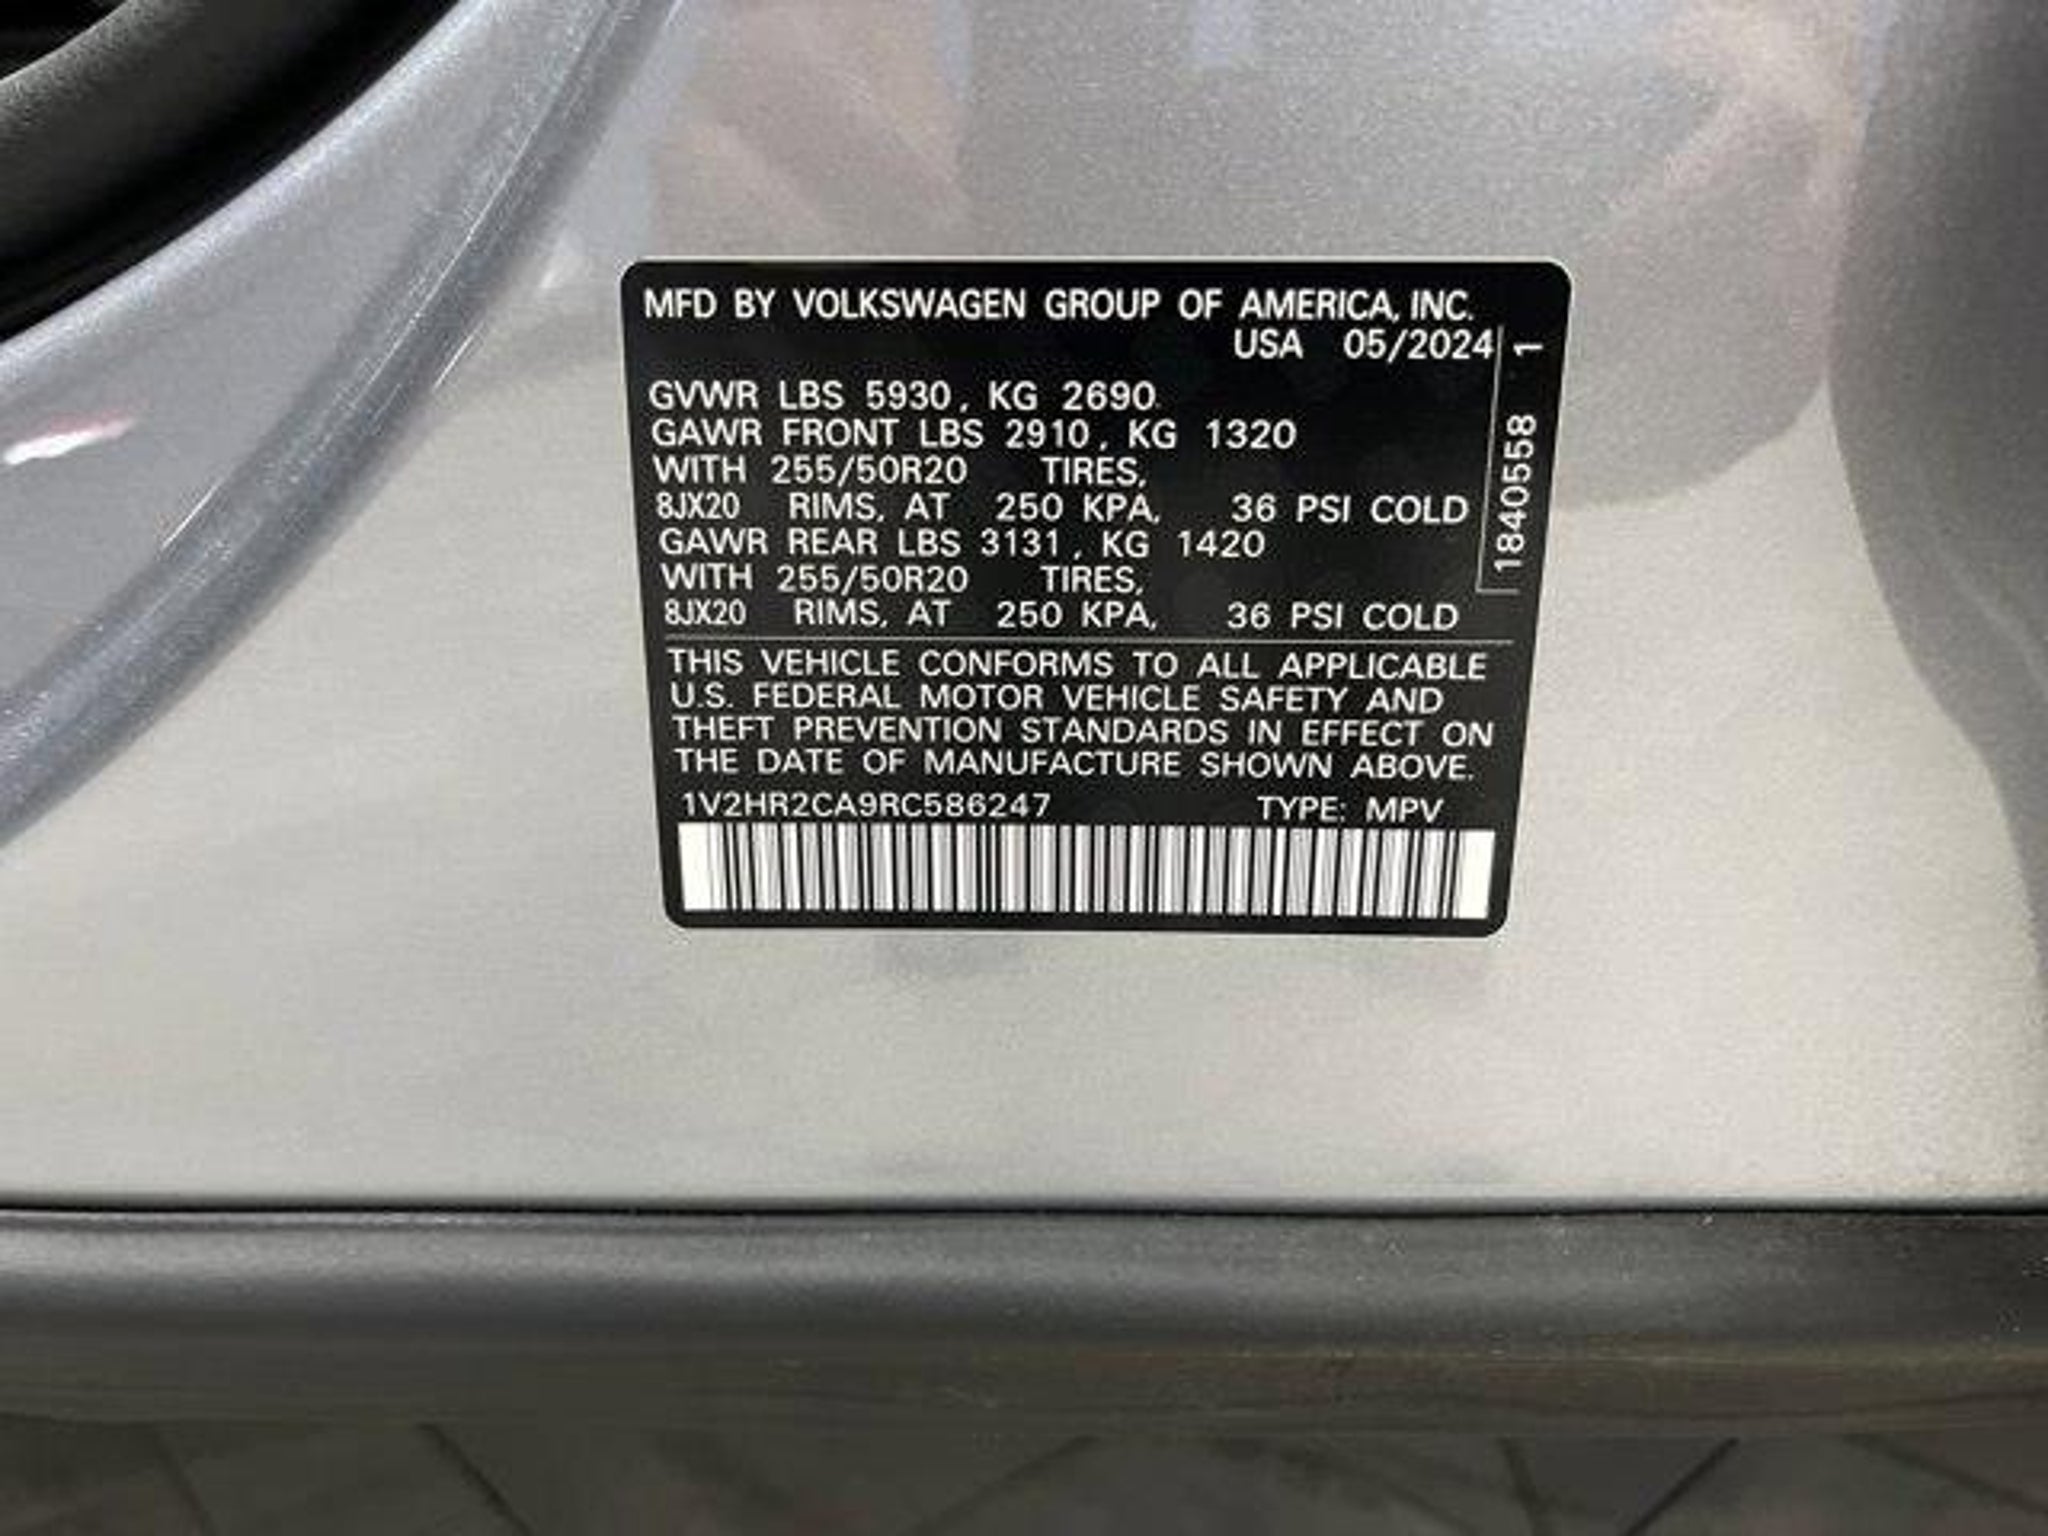 MFD BY VOLKSWAGEN GROUP OF AMERICA, INC.
USA 05/2024
GVWR LBS 5930, KG 2690
GAWR FRONT LBS 2910, KG 1320
WITH 255/50R20 TIRES,
8JX20 RIMS, AT 250 KPA, 36 PSI COLD
GAWR REAR LBS 3131, KG 1420
WITH 255/50R20 TIRES,
8JX20 RIMS, AT 250 KPA, 36 PSI COLD
THIS VEHICLE CONFORMS TO ALL APPLICABLE
U.S. FEDERAL MOTOR VEHICLE SAFETY AND
THEFT PREVENTION STANDARDS IN EFFECT ON
THE DATE OF MANUFACTURE SHOWN ABOVE.
1V2HR2CA9RC586247 TYPE: MPV
1840558 1